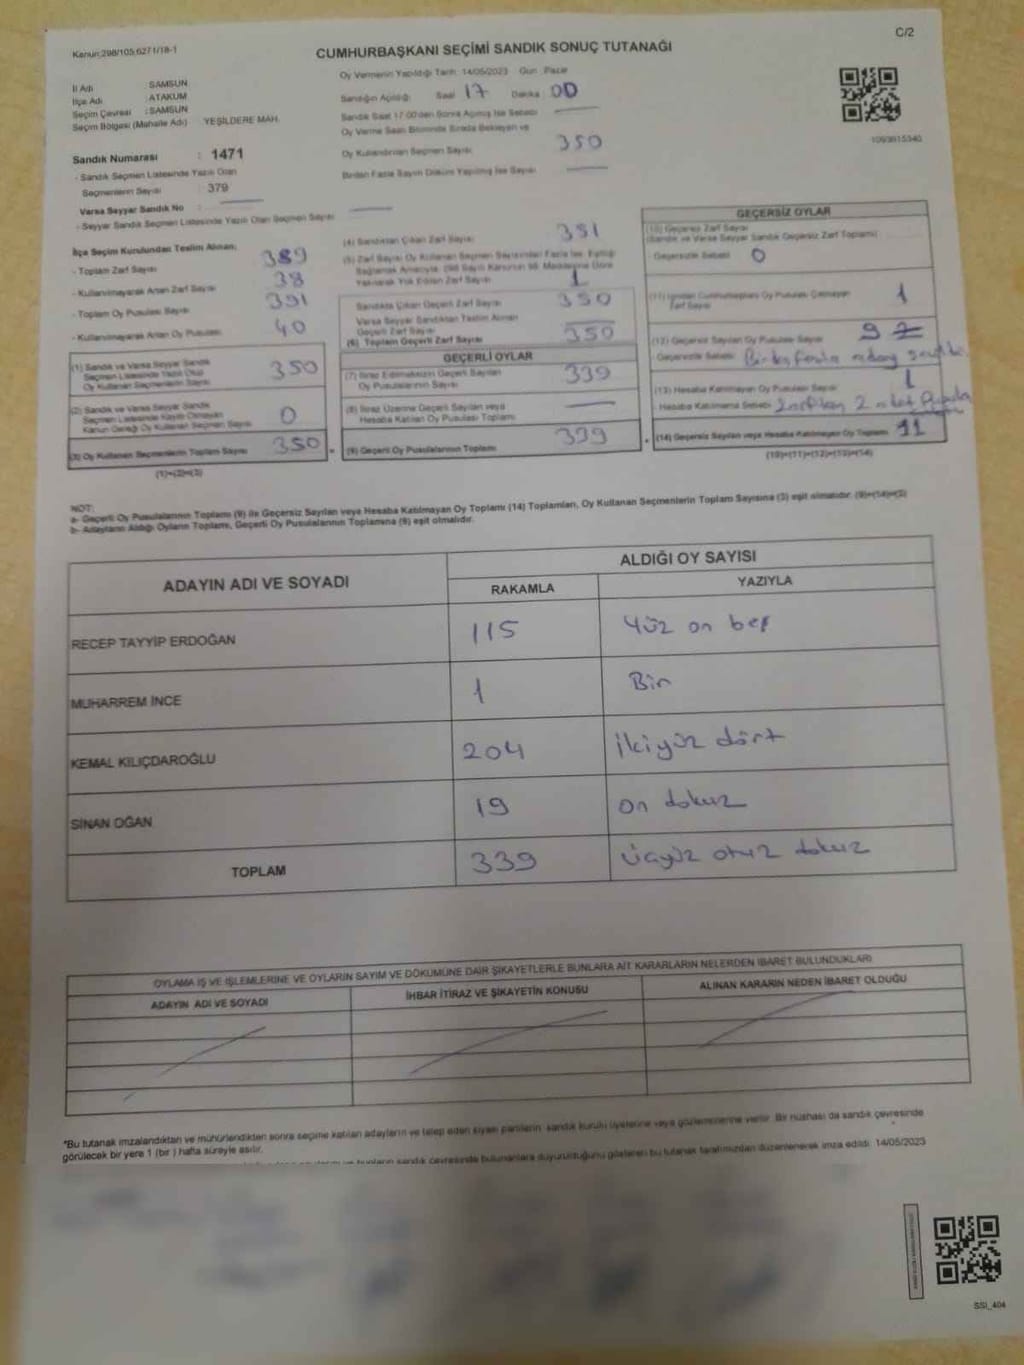 Kanun:298/105,6271/18-1
C/2
CUMHURBAŞKANI SEÇİMİ SANDIK SONUÇ TUTANAĞI
İl Adı : SAMSUN
İlçe Adı : ATAKUM
Seçim Çevresi : SAMSUN
Seçim Bölgesi (Mahalle Adı) YEŞİLDERE MAH.
Oy Vermenin Yapıldığı Tarih: 14/05/2023 Gün: Pazar
Sandığın Açıldığı Saat 17 Dakika 00
Sandık Saat 17:00'den Sonra Açılmış İse Sebebi
Oy Verme Saati Bitiminde Sırada Bekleyen ve
Oy Kullandırılan Seçmen Sayısı 350
Birden Fazla Sayım Döküm Yapılmış İse Sayısı
Sandık Numarası : 1471
- Sandık Seçmen Listesinde Yazılı Olan
Seçmenlerin Sayısı : 379
Varsa Seyyar Sandık No :
- Seyyar Sandık Seçmen Listesinde Yazılı Olan Seçmen Sayısı
İlçe Seçim Kurulundan Teslim Alınan;
- Toplam Zarf Sayısı 389
- Kullanılmayarak Artan Zarf Sayısı 38
- Toplam Oy Pusulası Sayısı 391
- Kullanılmayarak Artan Oy Pusulası 40
(1) Sandık ve Varsa Seyyar Sandık
Seçmen Listesinde Yazılı Olup
Oy Kullanan Seçmenlerin Sayısı 350
(2) Sandık ve Varsa Seyyar Sandık
Seçmen Listesinde Kayıtlı Olmayan
Kanun Gereği Oy Kullanan Seçmen Sayısı 0
(3) Oy Kullanan Seçmenlerin Toplam Sayısı 350
(1)+(2)=(3)
(4) Sandıktan Çıkan Zarf Sayısı 351
(5) Zarf Sayısı Oy Kullanan Seçmen Sayısından Fazla İse, Eşitliği
Sağlamak Amacıyla (298 Sayılı Kanunun 98. Maddesine Göre
Yakılarak Yok Edilen Zarf Sayısı 1
Sandıkta Çıkan Geçerli Zarf Sayısı 350
Varsa Seyyar Sandıktan Teslim Alınan
Geçerli Zarf Sayısı
(6) Toplam Geçerli Zarf Sayısı 350
GEÇERLİ OYLAR
(7) İtiraz Edilmeksizin Geçerli Sayılan
Oy Pusulalarının Sayısı 339
(8) İtiraz Üzerine Geçerli Sayılan veya
Hesaba Katılan Oy Pusulası Toplamı
(9) Geçerli Oy Pusulalarının Toplamı 339
GEÇERSİZ OYLAR
(10) Geçersiz Zarf Sayısı
(Sandık ve Varsa Seyyar Sandık Geçersiz Zarf Toplamı)
- Geçersizlik Sebebi 0
(11) İçinden Cumhurbaşkanı Oy Pusulası Çıkmayan
Zarf Sayısı 1
(12) Geçersiz Sayılan Oy Pusulası Sayısı 9
- Geçersizlik Sebebi: Birden fazla
(13) Hesaba Katılmayan Oy Pusulası Sayısı 1
- Hesaba Katılmama Sebebi
(14) Geçersiz Sayılan veya Hesaba Katılmayan Oy Toplamı 11
(10)+(11)+(12)+(13)=(14)
NOT:
a- Geçerli Oy Pusulalarının Toplamı (9) ile Geçersiz Sayılan veya Hesaba Katılmayan Oy Toplamı (14) Toplamları, Oy Kullanan Seçmenlerin Toplam Sayısına (3) eşit olmalıdır. (9)+(14)=(3)
b- Adayların Aldığı Oyların Toplamı, Geçerli Oy Pusulalarının Toplamına (9) eşit olmalıdır.
ADAYIN ADI VE SOYADI
ALDIĞI OY SAYISI
RAKAMLA YAZIYLA
RECEP TAYYİP ERDOĞAN 115 Yüz on beş
MUHARREM İNCE 1 Bir
KEMAL KILIÇDAROĞLU 204 İkiyüz dört
SİNAN OĞAN 19 on dokuz
TOPLAM 339 üçyüz otuz dokuz
OYLAMA İŞ VE İŞLEMLERİNE VE OYLARIN SAYIM VE DÖKÜMÜNE DAİR ŞİKAYETLERLE BUNLARA AİT KARARLARIN NELERDEN İBARET BULUNDUKLARI
ADAYIN ADI VE SOYADI İHBAR İTİRAZ VE ŞİKAYETİN KONUSU ALINAN KARARIN NEDEN İBARET OLDUĞU
*Bu tutanak imzalandıktan ve mühürlendikten sonra seçime katılan adayların ve talep eden siyasi partilerin sandık kurulu üyelerine veya gözlemcilerine verilir. Bir nüshası da sandık çevresinde
görülecek bir yere 1 (bir) hafta süreyle asılır.
sandık çevresinde bulunanlara duyurulduğunu gösteren bu tutanak tarafımızdan düzenlenerek imza edildi. 14/05/2023
SSI_404